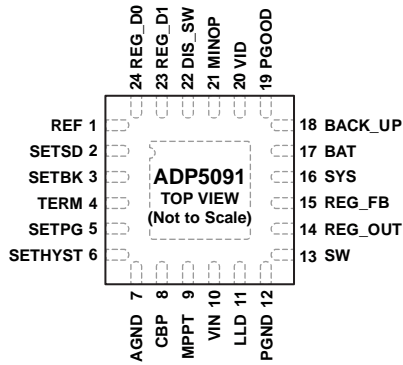 24 REG_D0
23 REG_D1
22 DIS_SW
21 MINOP
20 VID
19 PGOOD
REF 1
SETSD 2
SETBK 3
TERM 4
SETPG 5
SETHYST 6
ADP5091
TOP VIEW
(Not to Scale)
18 BACK_UP
17 BAT
16 SYS
15 REG_FB
14 REG_OUT
13 SW
AGND 7
CBP 8
MPPT 9
VIN 10
LLD 11
PGND 12